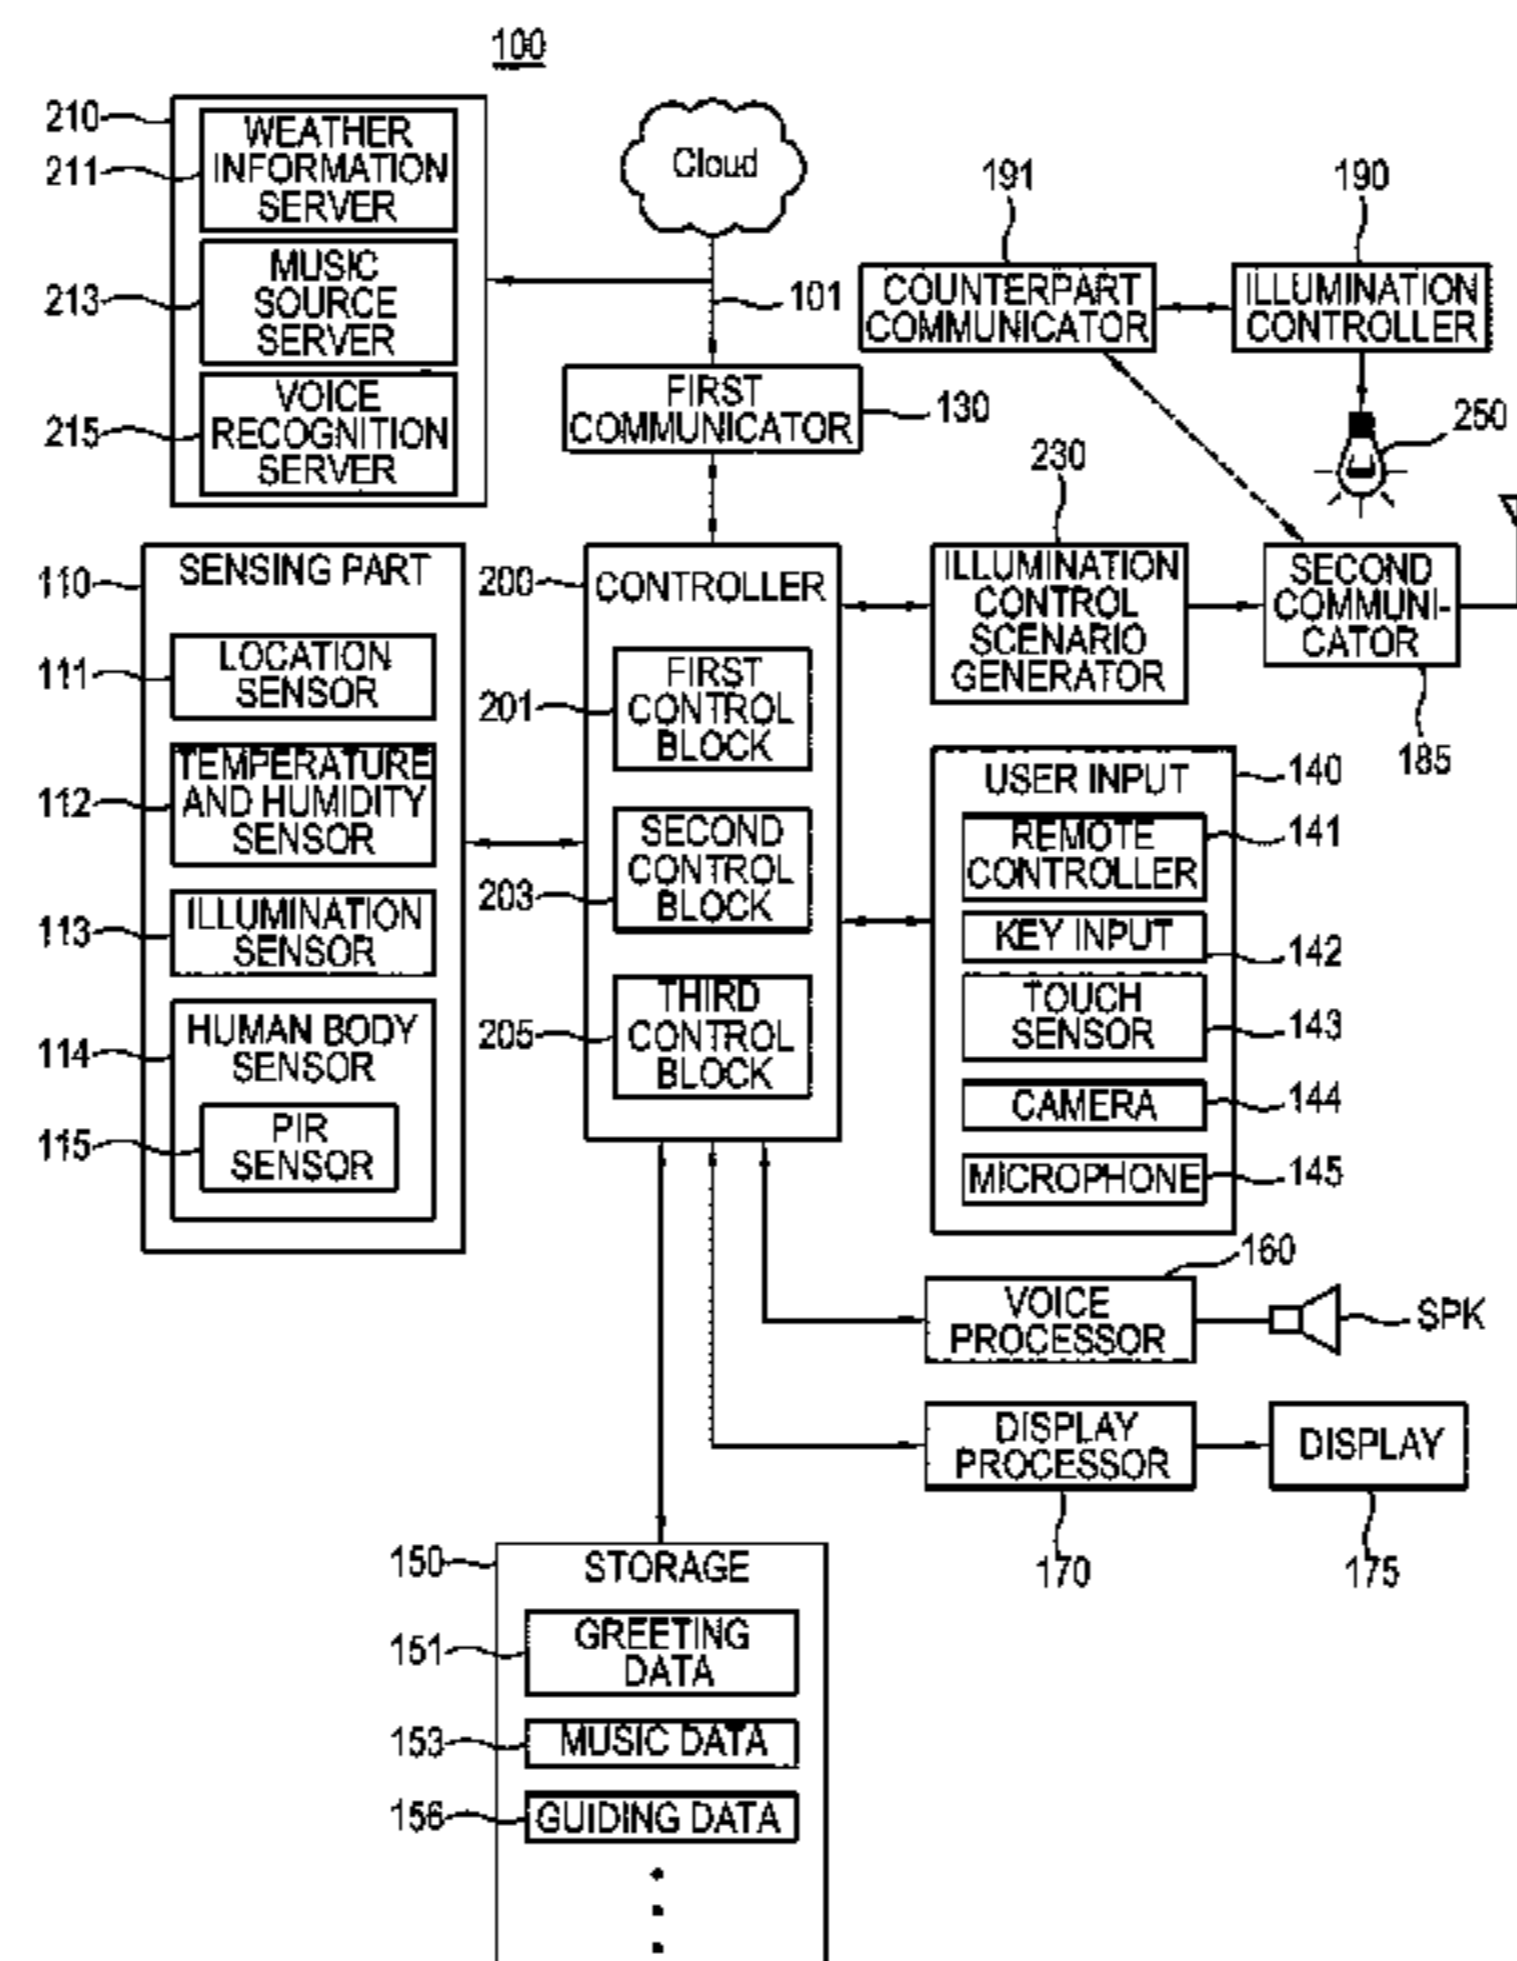 100
210
WEATHER
INFORMATION
SERVER
211
MUSIC
SOURCE
SERVER
213
VOICE
RECOGNITION
SERVER
215
Cloud
101
FIRST
COMMUNICATOR
130
191
COUNTERPART
COMMUNICATOR
190
ILLUMINATION
CONTROLLER
250
230
ILLUMINATION
CONTROL
SCENARIO
GENERATOR
SECOND
COMMUNI-
CATOR
185
110
SENSING PART
111
LOCATION
SENSOR
112
TEMPERATURE
AND HUMIDITY
SENSOR
113
ILLUMINATION
SENSOR
114
HUMAN BODY
SENSOR
115
PIR
SENSOR
200
CONTROLLER
201
FIRST
CONTROL
BLOCK
203
SECOND
CONTROL
BLOCK
205
THIRD
CONTROL
BLOCK
USER INPUT
140
REMOTE
CONTROLLER
141
KEY INPUT
142
TOUCH
SENSOR
143
CAMERA
144
MICROPHONE
145
160
VOICE
PROCESSOR
SPK
DISPLAY
PROCESSOR
170
DISPLAY
175
150
STORAGE
151
GREETING
DATA
153
MUSIC DATA
156
GUIDING DATA